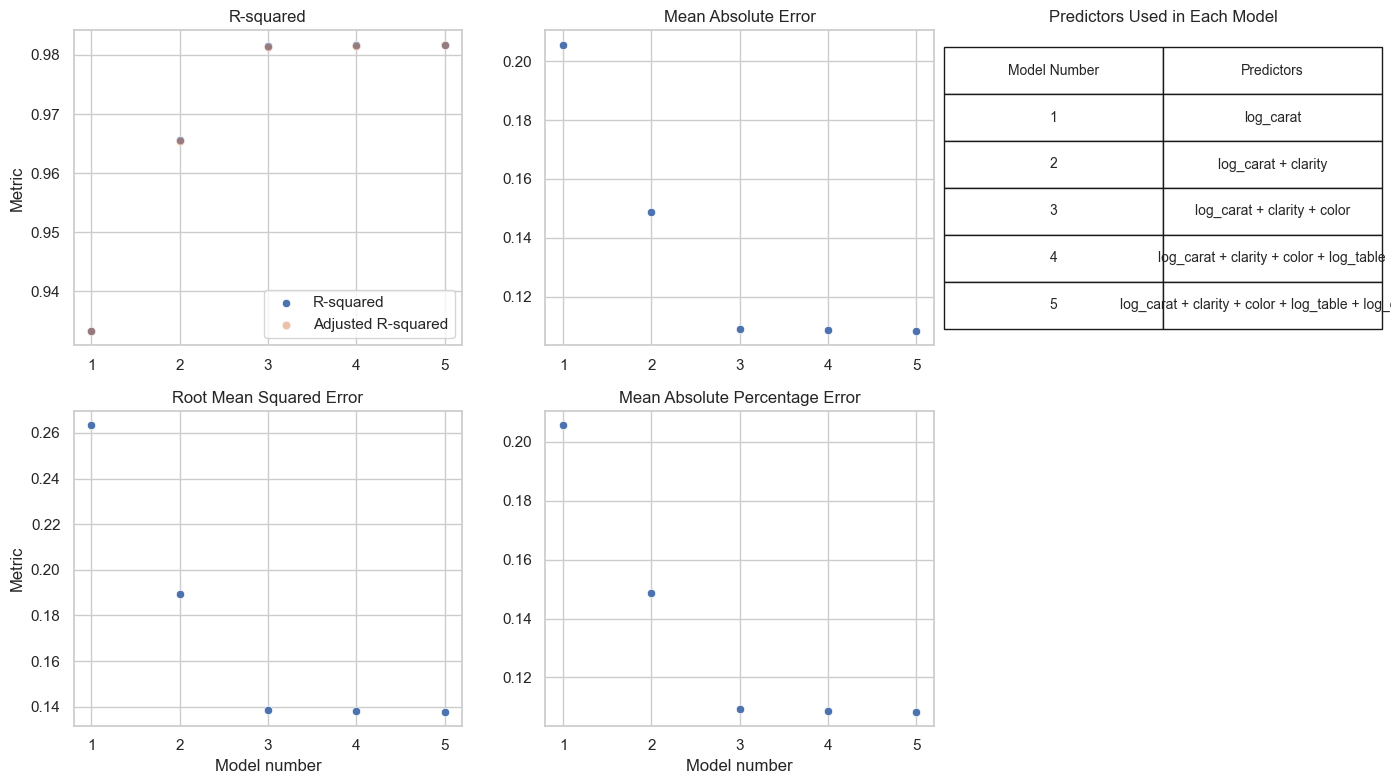 R-squared
0.98
0.97
0.96
0.95
0.94
Metric
R-squared
Adjusted R-squared
1 2 3 4 5
Mean Absolute Error
0.20
0.18
0.16
0.14
0.12
1 2 3 4 5
Predictors Used in Each Model
Model Number Predictors
1 log_carat
2 log_carat + clarity
3 log_carat + clarity + color
4 log_carat + clarity + color + log_table
5 log_carat + clarity + color + log_table + log_
Root Mean Squared Error
0.26
0.24
0.22
0.20
0.18
0.16
0.14
Metric
1 2 3 4 5
Model number
Mean Absolute Percentage Error
0.20
0.18
0.16
0.14
0.12
1 2 3 4 5
Model number